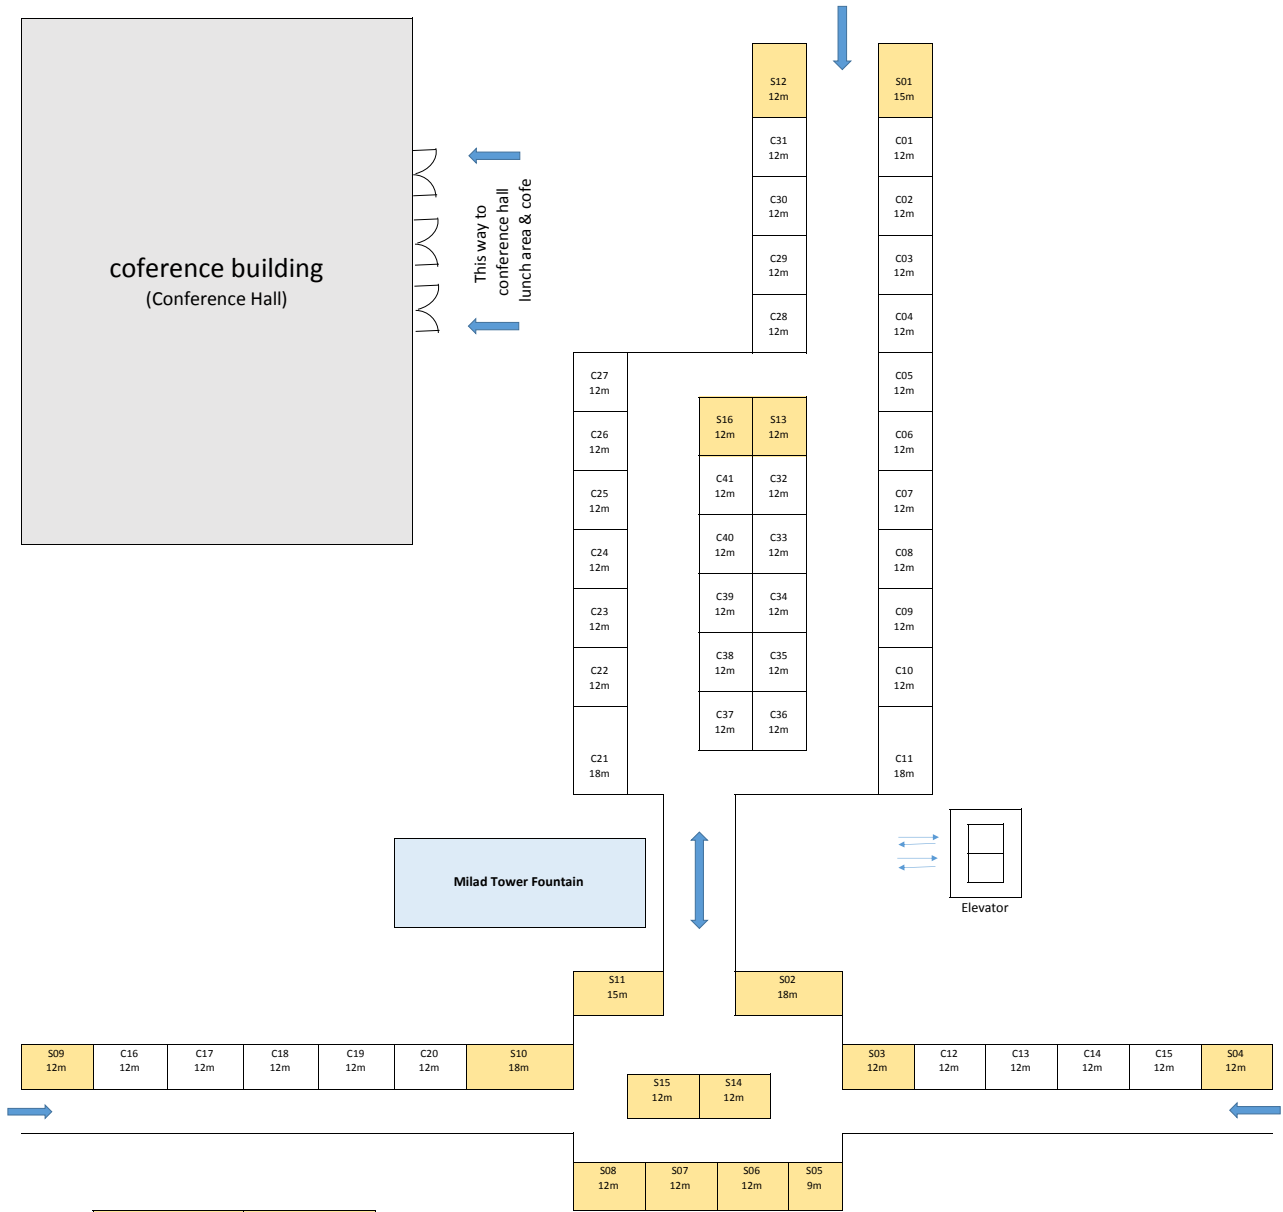 S12
12m
S01
15m
C31
12m
C01
12m
C30
12m
C02
12m
C29
12m
C03
12m
C28
12m
C04
12m
This way to
conference hall
lunch area & cofe
coference building
(Conference Hall)
C27
12m
C05
12m
S16
12m
S13
12m
C26
12m
C06
12m
C41
12m
C32
12m
C25
12m
C07
12m
C40
12m
C33
12m
C24
12m
C08
12m
C39
12m
C34
12m
C23
12m
C09
12m
C38
12m
C35
12m
C22
12m
C10
12m
C37
12m
C36
12m
C21
18m
C11
18m
Milad Tower Fountain
Elevator
S11
15m
S02
18m
S09
12m
C16
12m
C17
12m
C18
12m
C19
12m
C20
12m
S10
18m
S03
12m
C12
12m
C13
12m
C14
12m
C15
12m
S04
12m
S15
12m
S14
12m
S08
12m
S07
12m
S06
12m
S05
9m